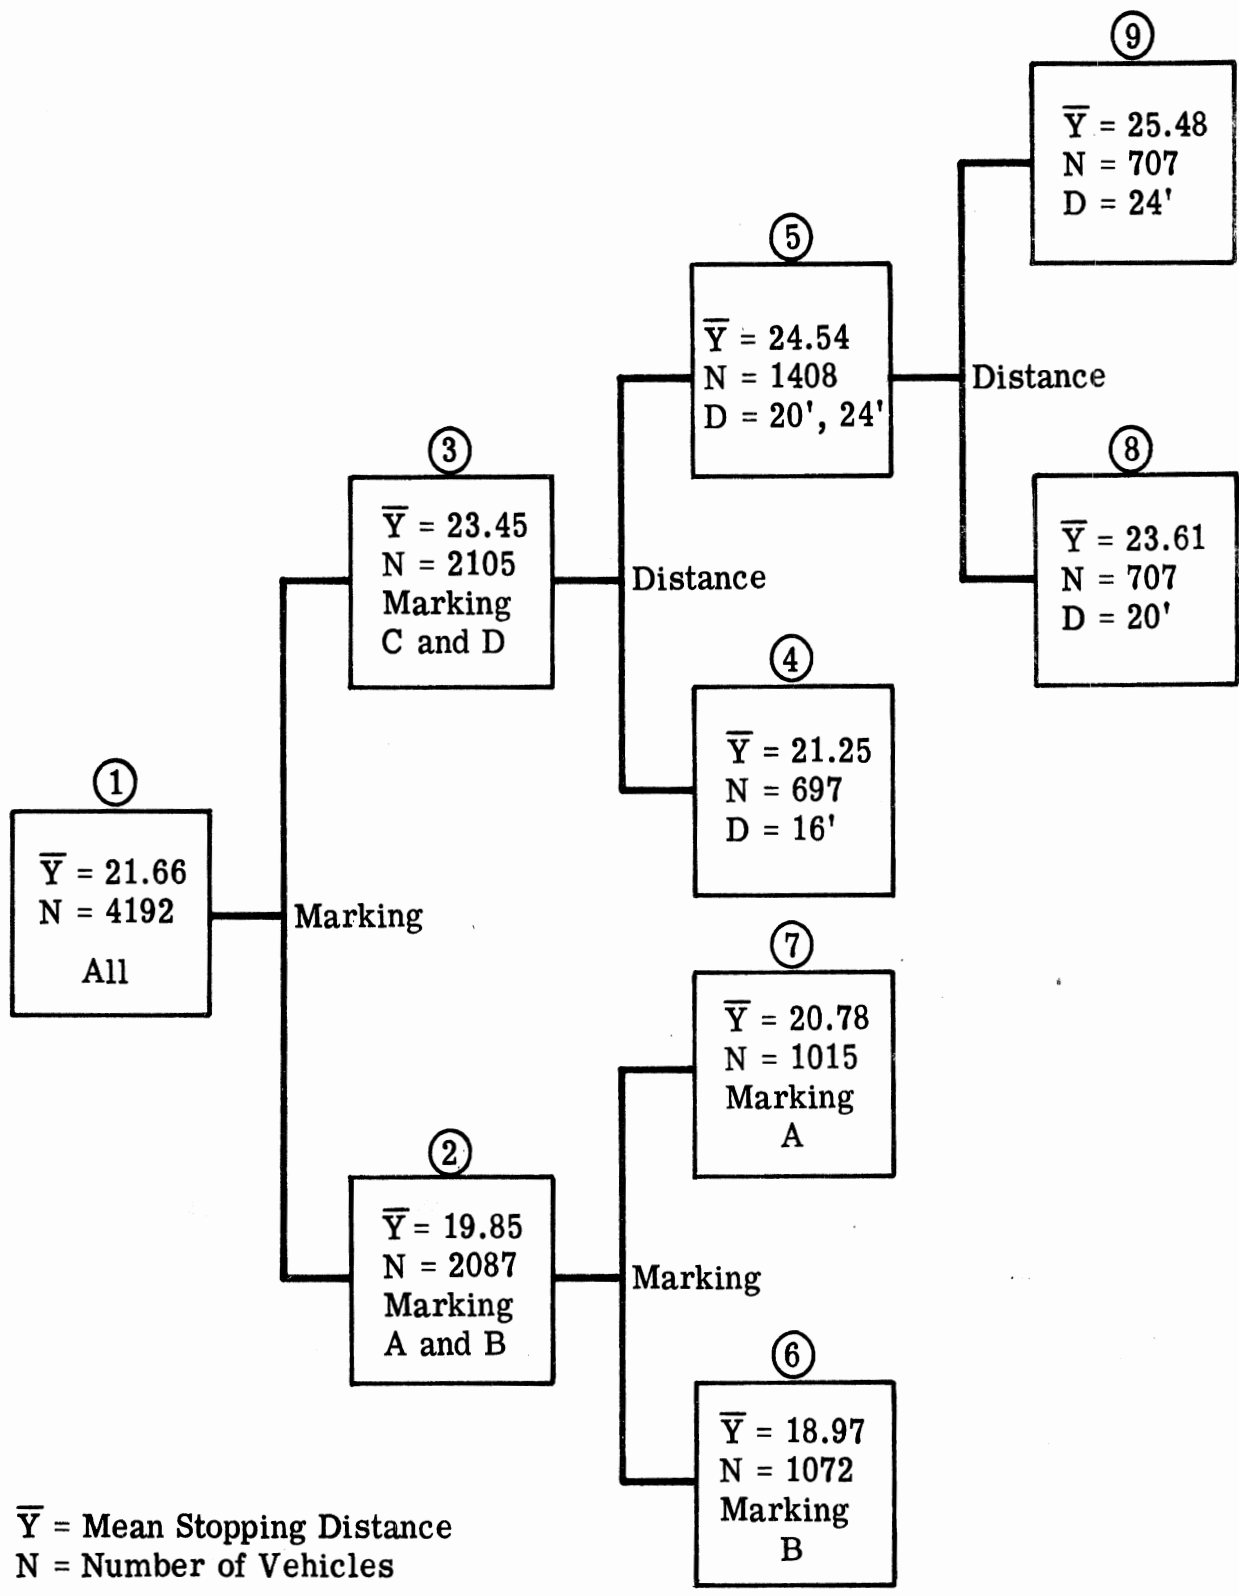 9
Y̅ = 25.48
N = 707
D = 24'
5
Y̅ = 24.54
N = 1408
D = 20', 24'
Distance
8
Y̅ = 23.61
N = 707
D = 20'
3
Y̅ = 23.45
N = 2105
Marking
C and D
Distance
4
Y̅ = 21.25
N = 697
D = 16'
1
Y̅ = 21.66
N = 4192
All
Marking
7
Y̅ = 20.78
N = 1015
Marking
A
2
Y̅ = 19.85
N = 2087
Marking
A and B
Marking
6
Y̅ = 18.97
N = 1072
Marking
B
Y̅ = Mean Stopping Distance
N = Number of Vehicles